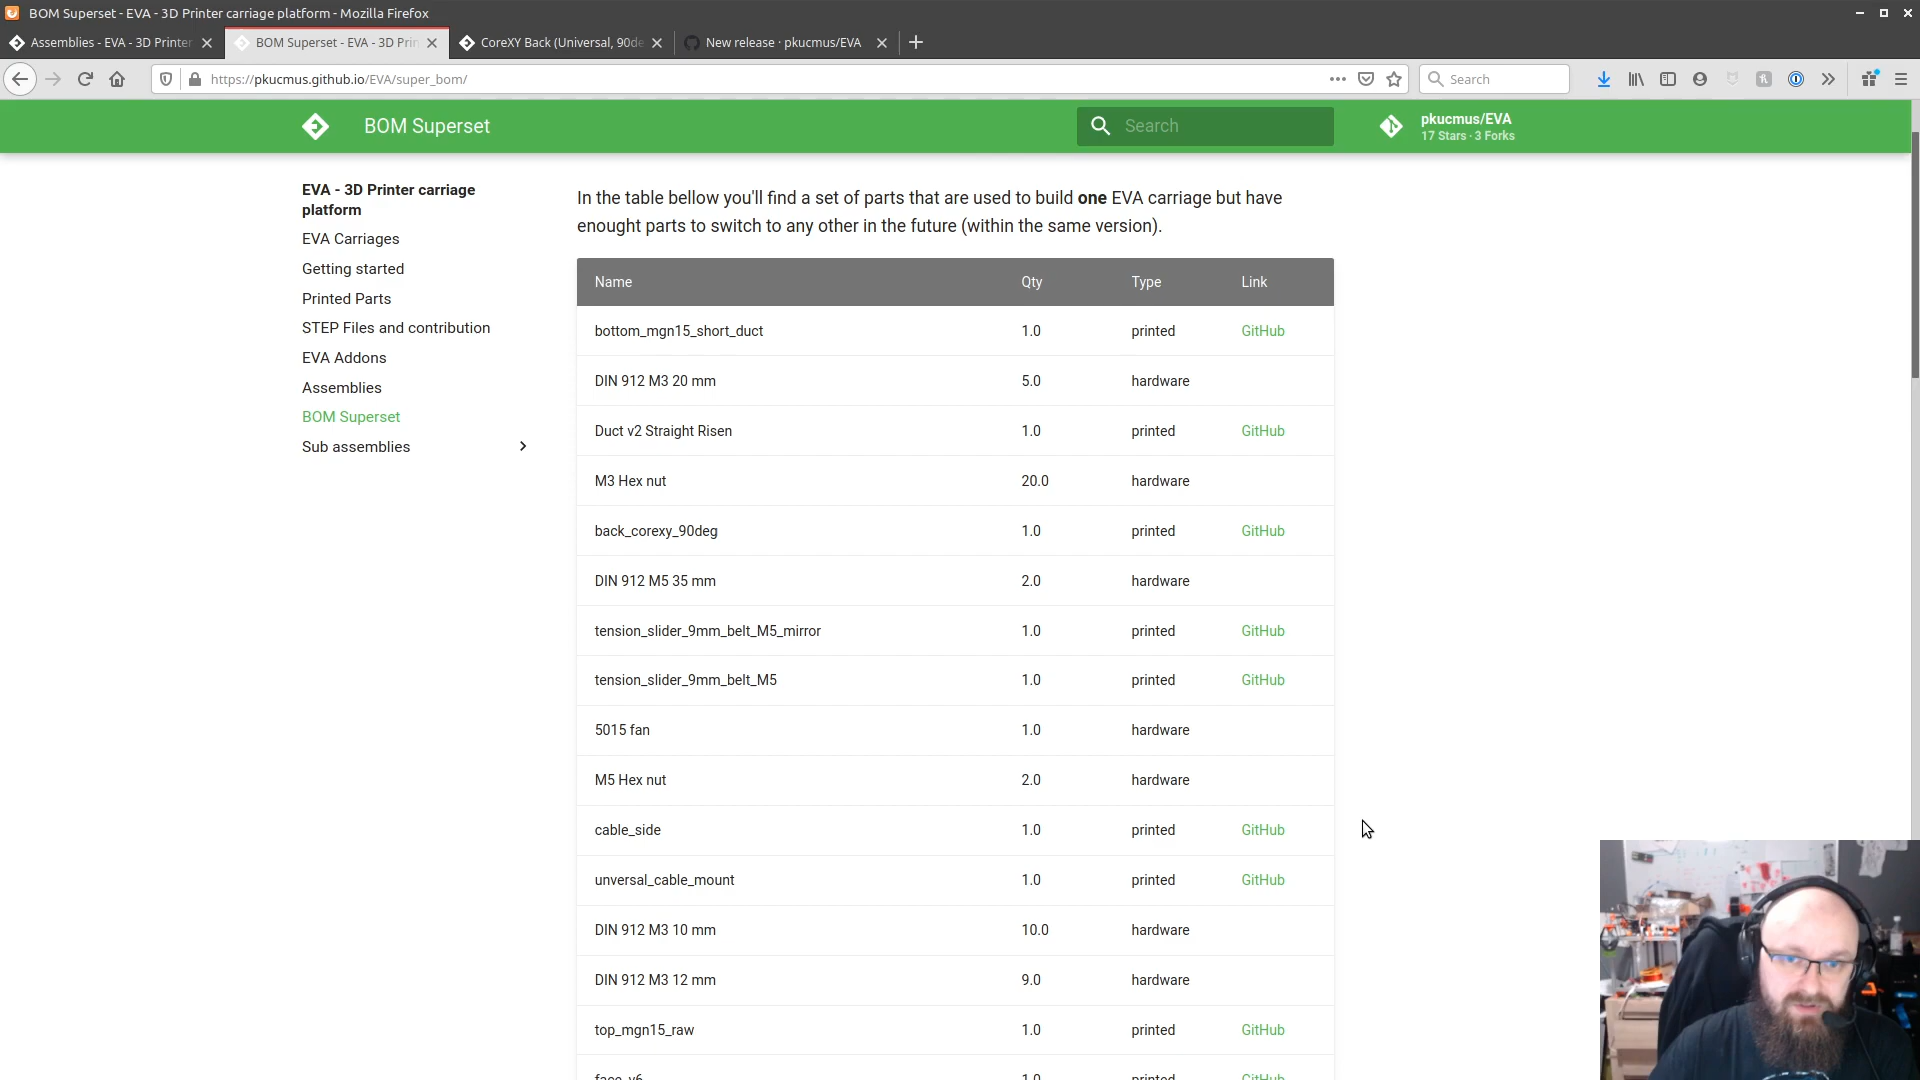 BOM Superset - EVA - 3D Printer carriage platform - Mozilla Firefox
Assemblies - EVA - 3D Printer
BOM Superset - EVA - 3D Prin
CoreXY Back (Universal, 90de
New release · pkucmus/EVA
https://pkucmus.github.io/EVA/super_bom/
Search
BOM Superset
Search
pkucmus/EVA
17 Stars · 3 Forks
EVA - 3D Printer carriage
platform
EVA Carriages
Getting started
Printed Parts
STEP Files and contribution
EVA Addons
Assemblies
BOM Superset
Sub assemblies
In the table bellow you'll find a set of parts that are used to build one EVA carriage but have
enought parts to switch to any other in the future (within the same version).
Name Qty Type Link
bottom_mgn15_short_duct 1.0 printed GitHub
DIN 912 M3 20 mm 5.0 hardware
Duct v2 Straight Risen 1.0 printed GitHub
M3 Hex nut 20.0 hardware
back_corexy_90deg 1.0 printed GitHub
DIN 912 M5 35 mm 2.0 hardware
tension_slider_9mm_belt_M5_mirror 1.0 printed GitHub
tension_slider_9mm_belt_M5 1.0 printed GitHub
5015 fan 1.0 hardware
M5 Hex nut 2.0 hardware
cable_side 1.0 printed GitHub
unversal_cable_mount 1.0 printed GitHub
DIN 912 M3 10 mm 10.0 hardware
DIN 912 M3 12 mm 9.0 hardware
top_mgn15_raw 1.0 printed GitHub
face_v6 1.0 printed GitHub